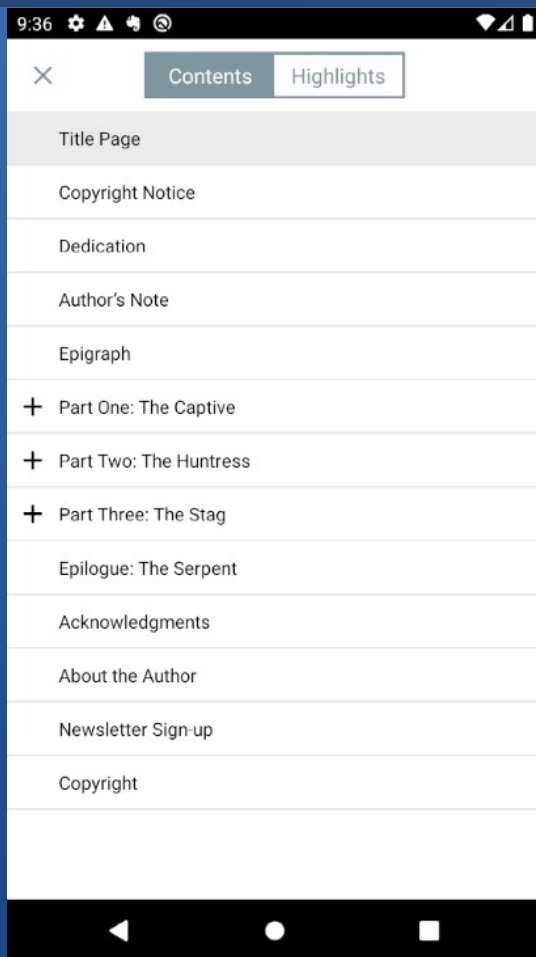 9:36
Contents Highlights
Title Page
Copyright Notice
Dedication
Author's Note
Epigraph
Part One: The Captive
Part Two: The Huntress
Part Three: The Stag
Epilogue: The Serpent
Acknowledgments
About the Author
Newsletter Sign-up
Copyright